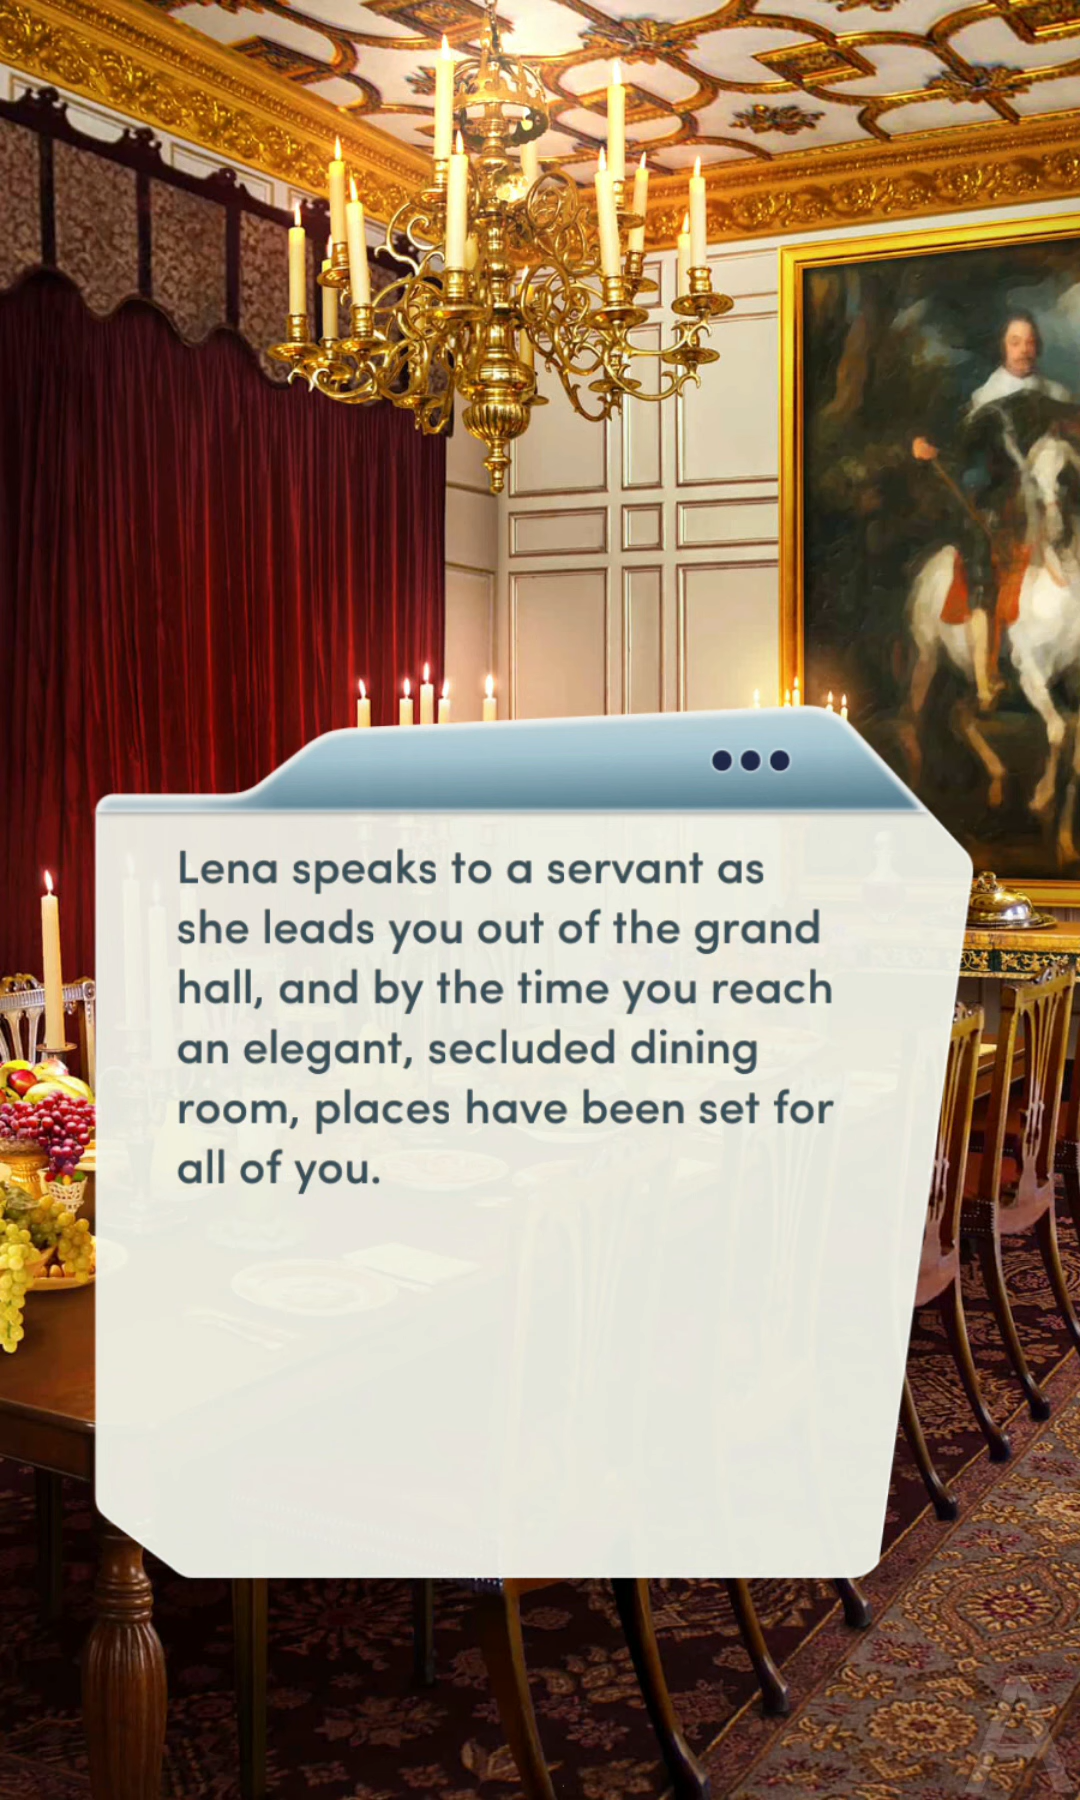 Lena speaks to a servant as
she leads you out of the grand
hall, and by the time you reach
an elegant, secluded dining
room, places have been set for
all of you.